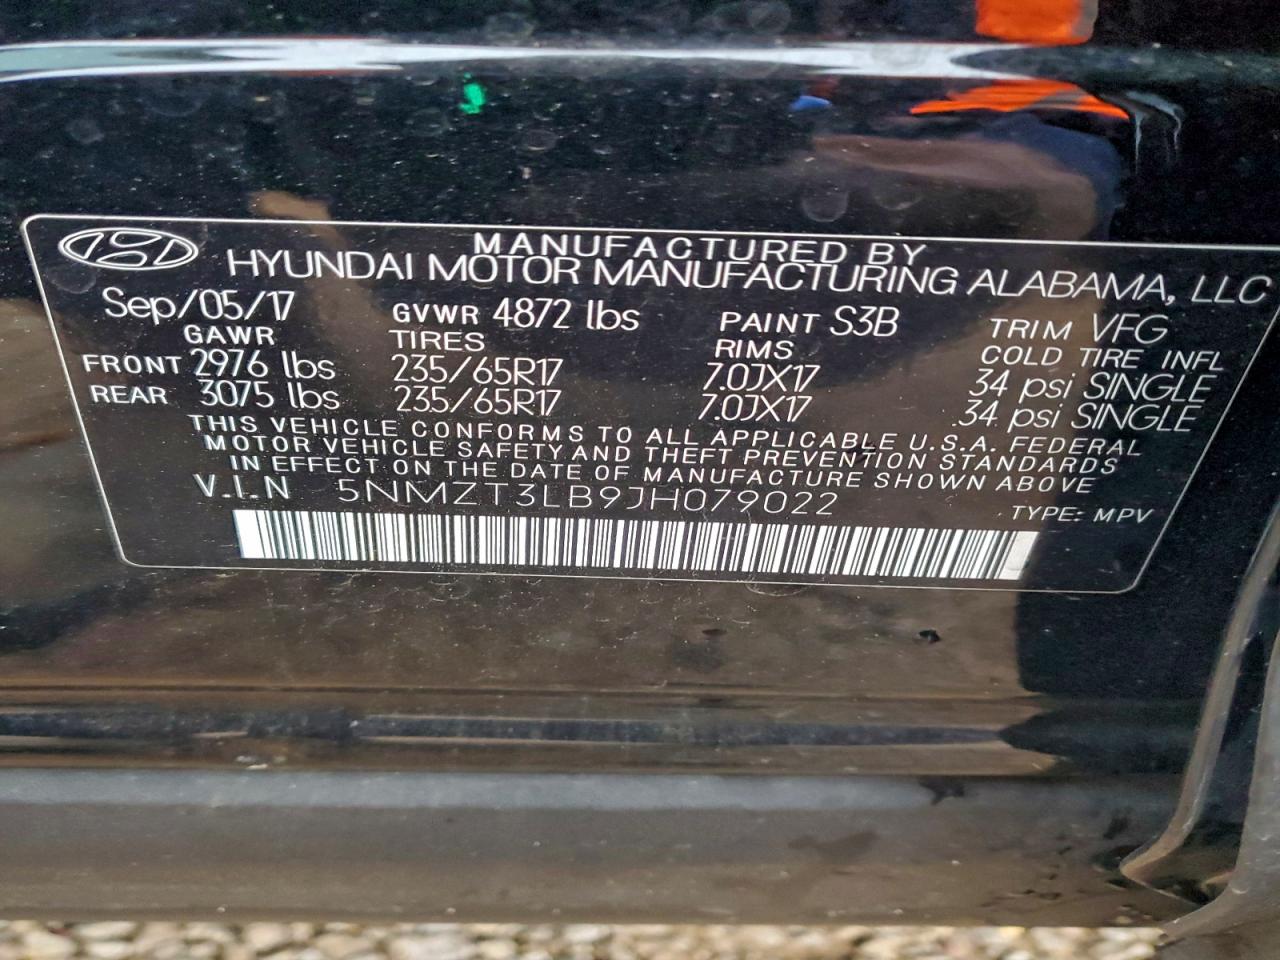 MANUFACTURED BY
HYUNDAI MOTOR MANUFACTURING ALABAMA, LLC
Sep/05/17 GVWR 4872 lbs PAINT S3B TRIM VFG
GAWR TIRES RIMS COLD TIRE INFL
FRONT 2976 lbs 235/65R17 7.0JX17 34 psi SINGLE
REAR 3075 lbs 235/65R17 7.0JX17 34 psi SINGLE
THIS VEHICLE CONFORMS TO ALL APPLICABLE U.S.A. FEDERAL
MOTOR VEHICLE SAFETY AND THEFT PREVENTION STANDARDS
IN EFFECT ON THE DATE OF MANUFACTURE SHOWN ABOVE
V.I.N 5NMZT3LB9JH079022 TYPE: MPV